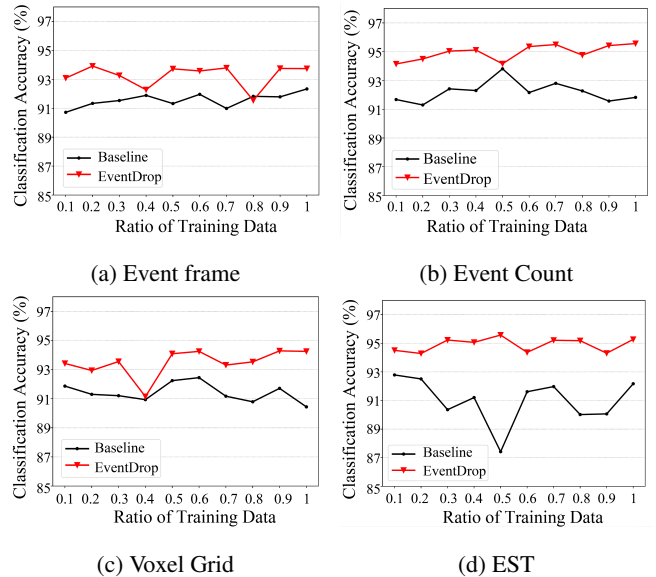 Classification Accuracy (%)
97
95
93
91
89
87
85
Baseline
EventDrop
0.1 0.2 0.3 0.4 0.5 0.6 0.7 0.8 0.9 1
Ratio of Training Data
(a) Event frame
Classification Accuracy (%)
97
95
93
91
89
87
85
Baseline
EventDrop
0.1 0.2 0.3 0.4 0.5 0.6 0.7 0.8 0.9 1
Ratio of Training Data
(b) Event Count
Classification Accuracy (%)
97
95
93
91
89
87
85
Baseline
EventDrop
0.1 0.2 0.3 0.4 0.5 0.6 0.7 0.8 0.9 1
Ratio of Training Data
(c) Voxel Grid
Classification Accuracy (%)
97
95
93
91
89
87
85
Baseline
EventDrop
0.1 0.2 0.3 0.4 0.5 0.6 0.7 0.8 0.9 1
Ratio of Training Data
(d) EST